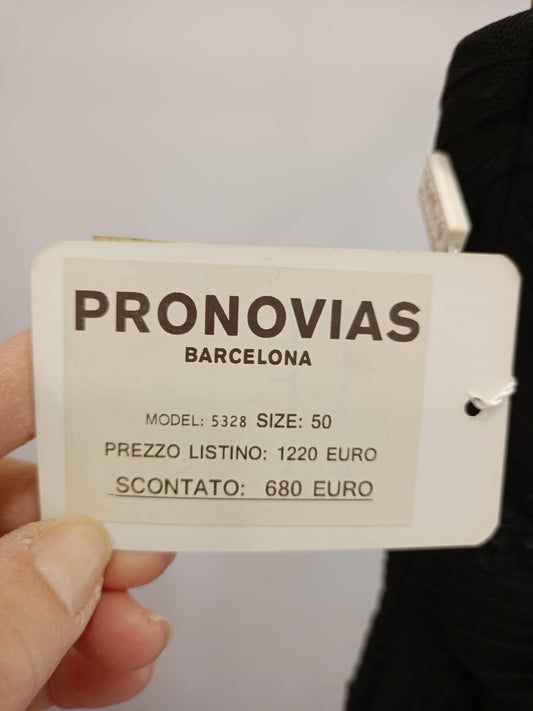 PRONOVIAS
BARCELONA
MODEL: 5328 SIZE: 50
PREZZO LISTINO: 1220 EURO
SCONTATO: 680 EURO